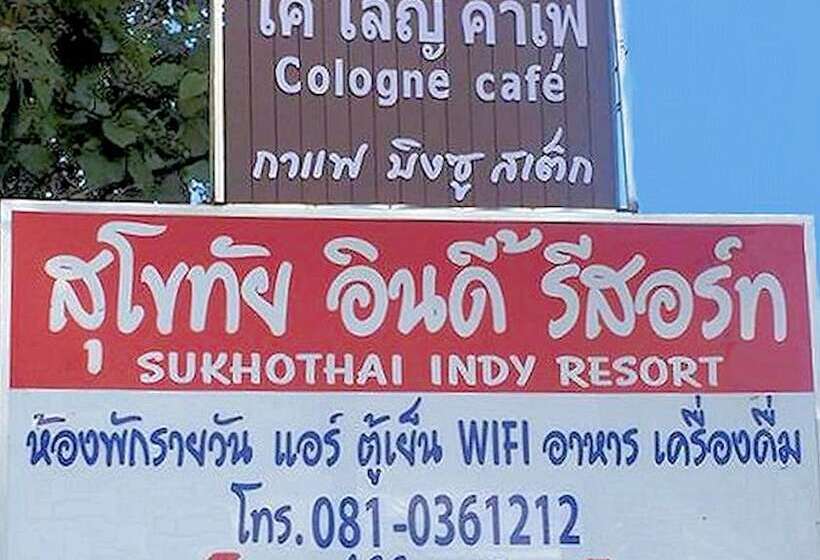 โคโลญ คาเฟ่
Cologne café
กาแฟ บิงซู สเต็ก
สุโขทัย อินดี้ รีสอร์ท
SUKHOTHAI INDY RESORT
ห้องพักรายวัน แอร์ ตู้เย็น WIFI อาหาร เครื่องดื่ม
โทร. 081-0361212